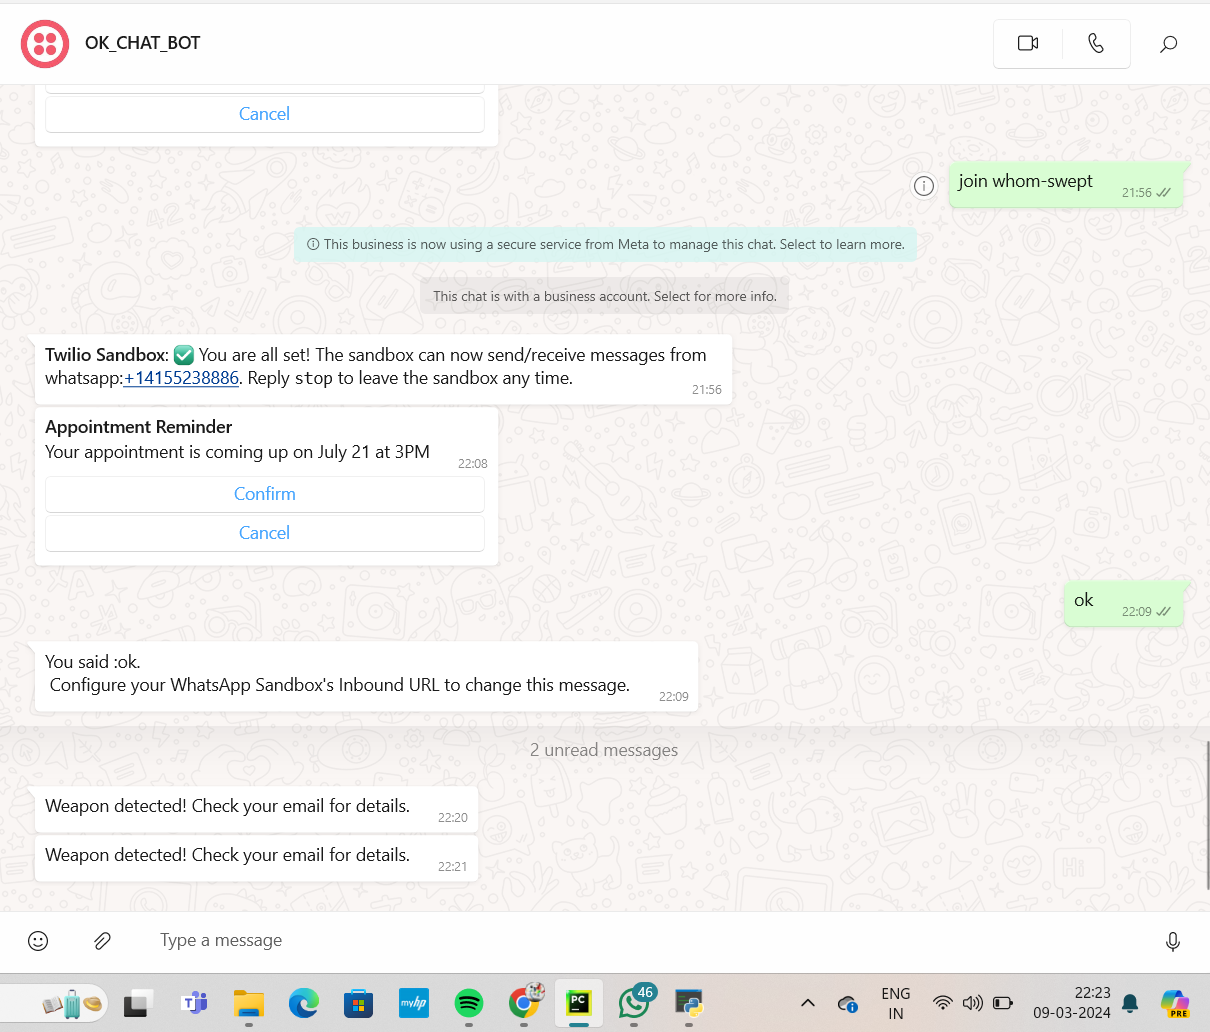 OK_CHAT_BOT
Cancel
join whom-swept
21:56
This business is now using a secure service from Meta to manage this chat. Select to learn more.
This chat is with a business account. Select for more info.
Twilio Sandbox: ✅ You are all set! The sandbox can now send/receive messages from
whatsapp:+14155238886. Reply stop to leave the sandbox any time.
21:56
Appointment Reminder
Your appointment is coming up on July 21 at 3PM
22:08
Confirm
Cancel
ok
22:09
You said :ok.
Configure your WhatsApp Sandbox's Inbound URL to change this message.
22:09
2 unread messages
Weapon detected! Check your email for details.
22:20
Weapon detected! Check your email for details.
22:21
Hi
Type a message
T
myhp
PC
46
ENG
IN
22:23
09-03-2024
PRE